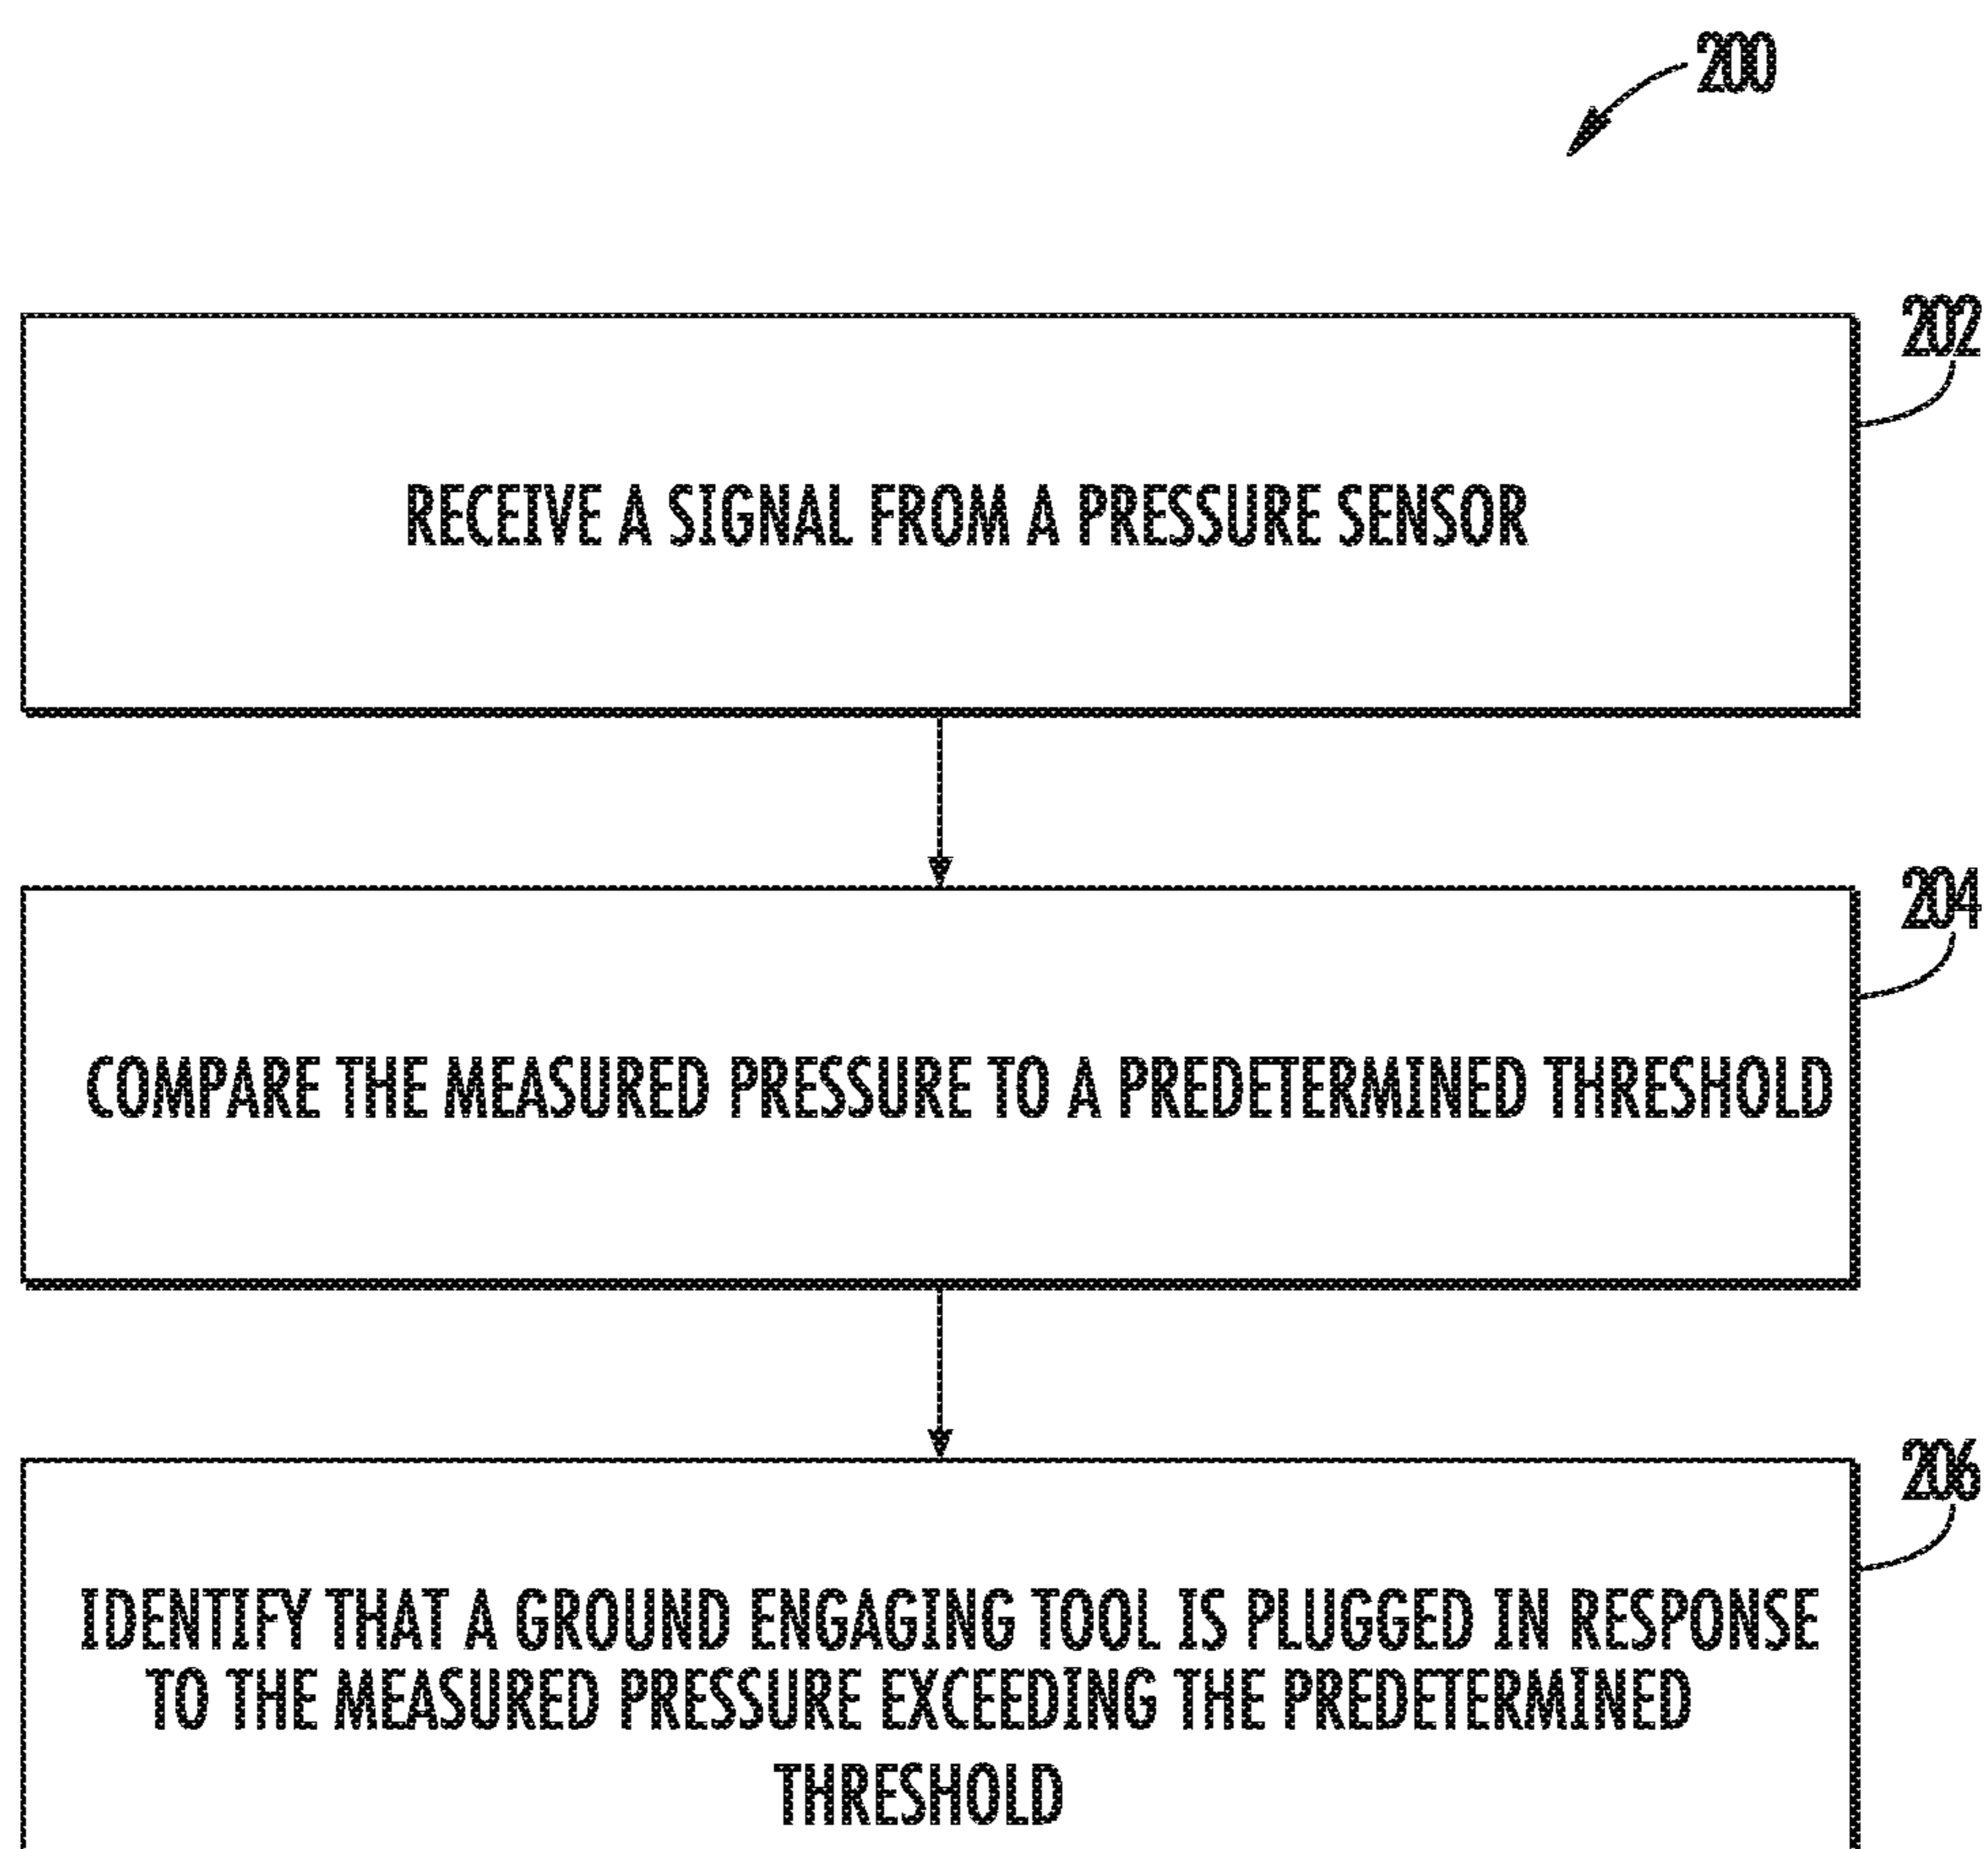 200
202
RECEIVE A SIGNAL FROM A PRESSURE SENSOR
204
COMPARE THE MEASURED PRESSURE TO A PREDETERMINED THRESHOLD
206
IDENTIFY THAT A GROUND ENGAGING TOOL IS PLUGGED IN RESPONSE
TO THE MEASURED PRESSURE EXCEEDING THE PREDETERMINED
THRESHOLD